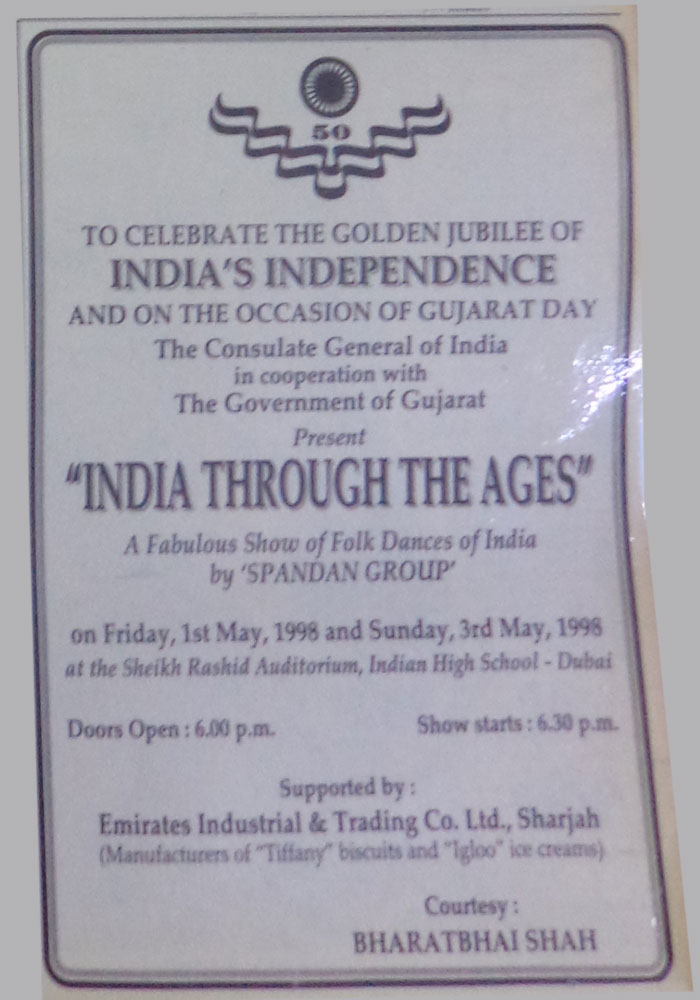 50
TO CELEBRATE THE GOLDEN JUBILEE OF
INDIA'S INDEPENDENCE
AND ON THE OCCASION OF GUJARAT DAY
The Consulate General of India
in cooperation with
The Government of Gujarat
Present
"INDIA THROUGH THE AGES"
A Fabulous Show of Folk Dances of India
by 'SPANDAN GROUP'
on Friday, 1st May, 1998 and Sunday, 3rd May, 1998
at the Sheikh Rashid Auditorium, Indian High School - Dubai
Doors Open : 6.00 p.m. Show starts : 6.30 p.m.
Supported by :
Emirates Industrial & Trading Co. Ltd., Sharjah
(Manufacturers of "Tiffany" biscuits and "Igloo" ice creams)
Courtesy :
BHARATBHAI SHAH